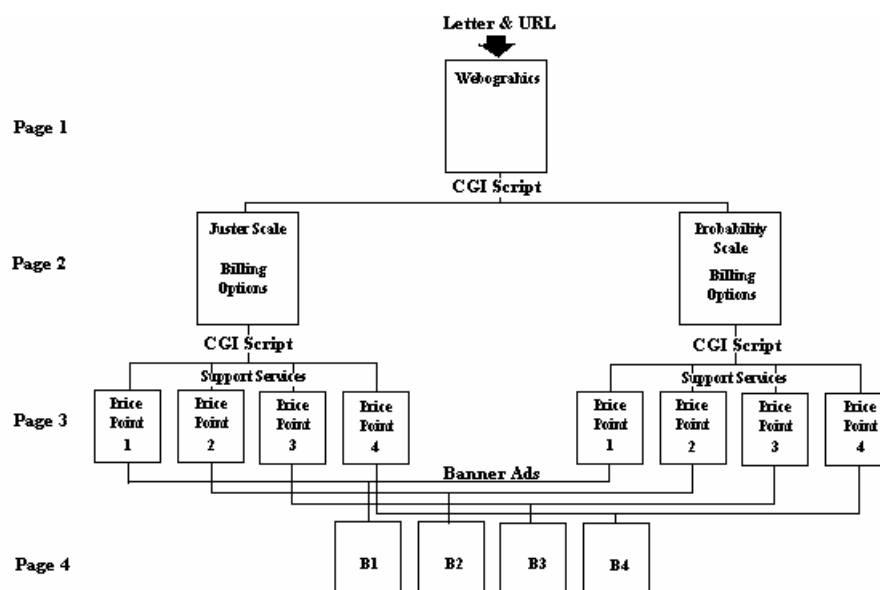 Letter & URL
Webograhics
Page 1
CGI Script
Juster Scale
Billing
Options
Probability
Scale
Billing
Options
Page 2
CGI Script
CGI Script
Support Services
Support Services
Page 3
Price
Point
1
Price
Point
2
Price
Point
3
Price
Point
4
Price
Point
1
Price
Point
2
Price
Point
3
Price
Point
4
Banner Ads
Page 4
B1
B2
B3
B4